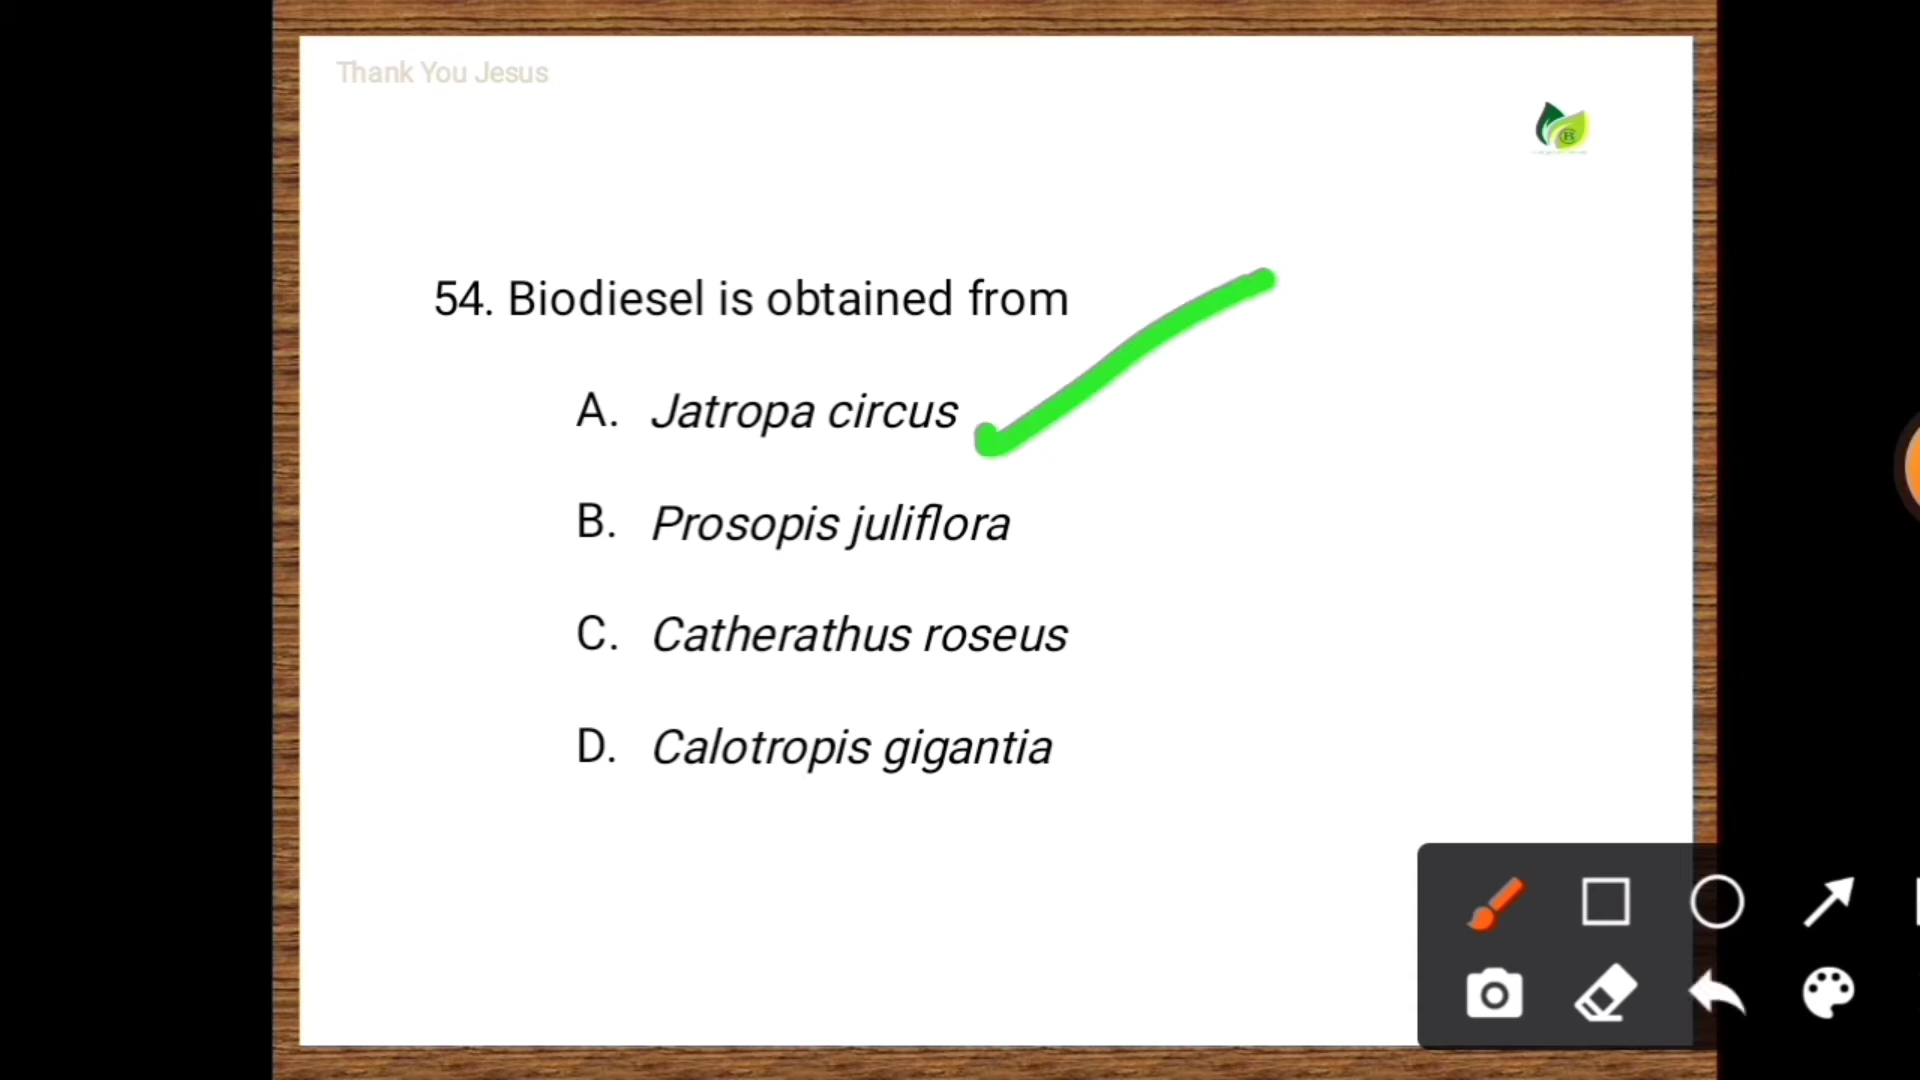 Thank You Jesus
54. Biodiesel is obtained from
A. Jatropa circus
B. Prosopis juliflora
C. Catherathus roseus
D. Calotropis gigantia